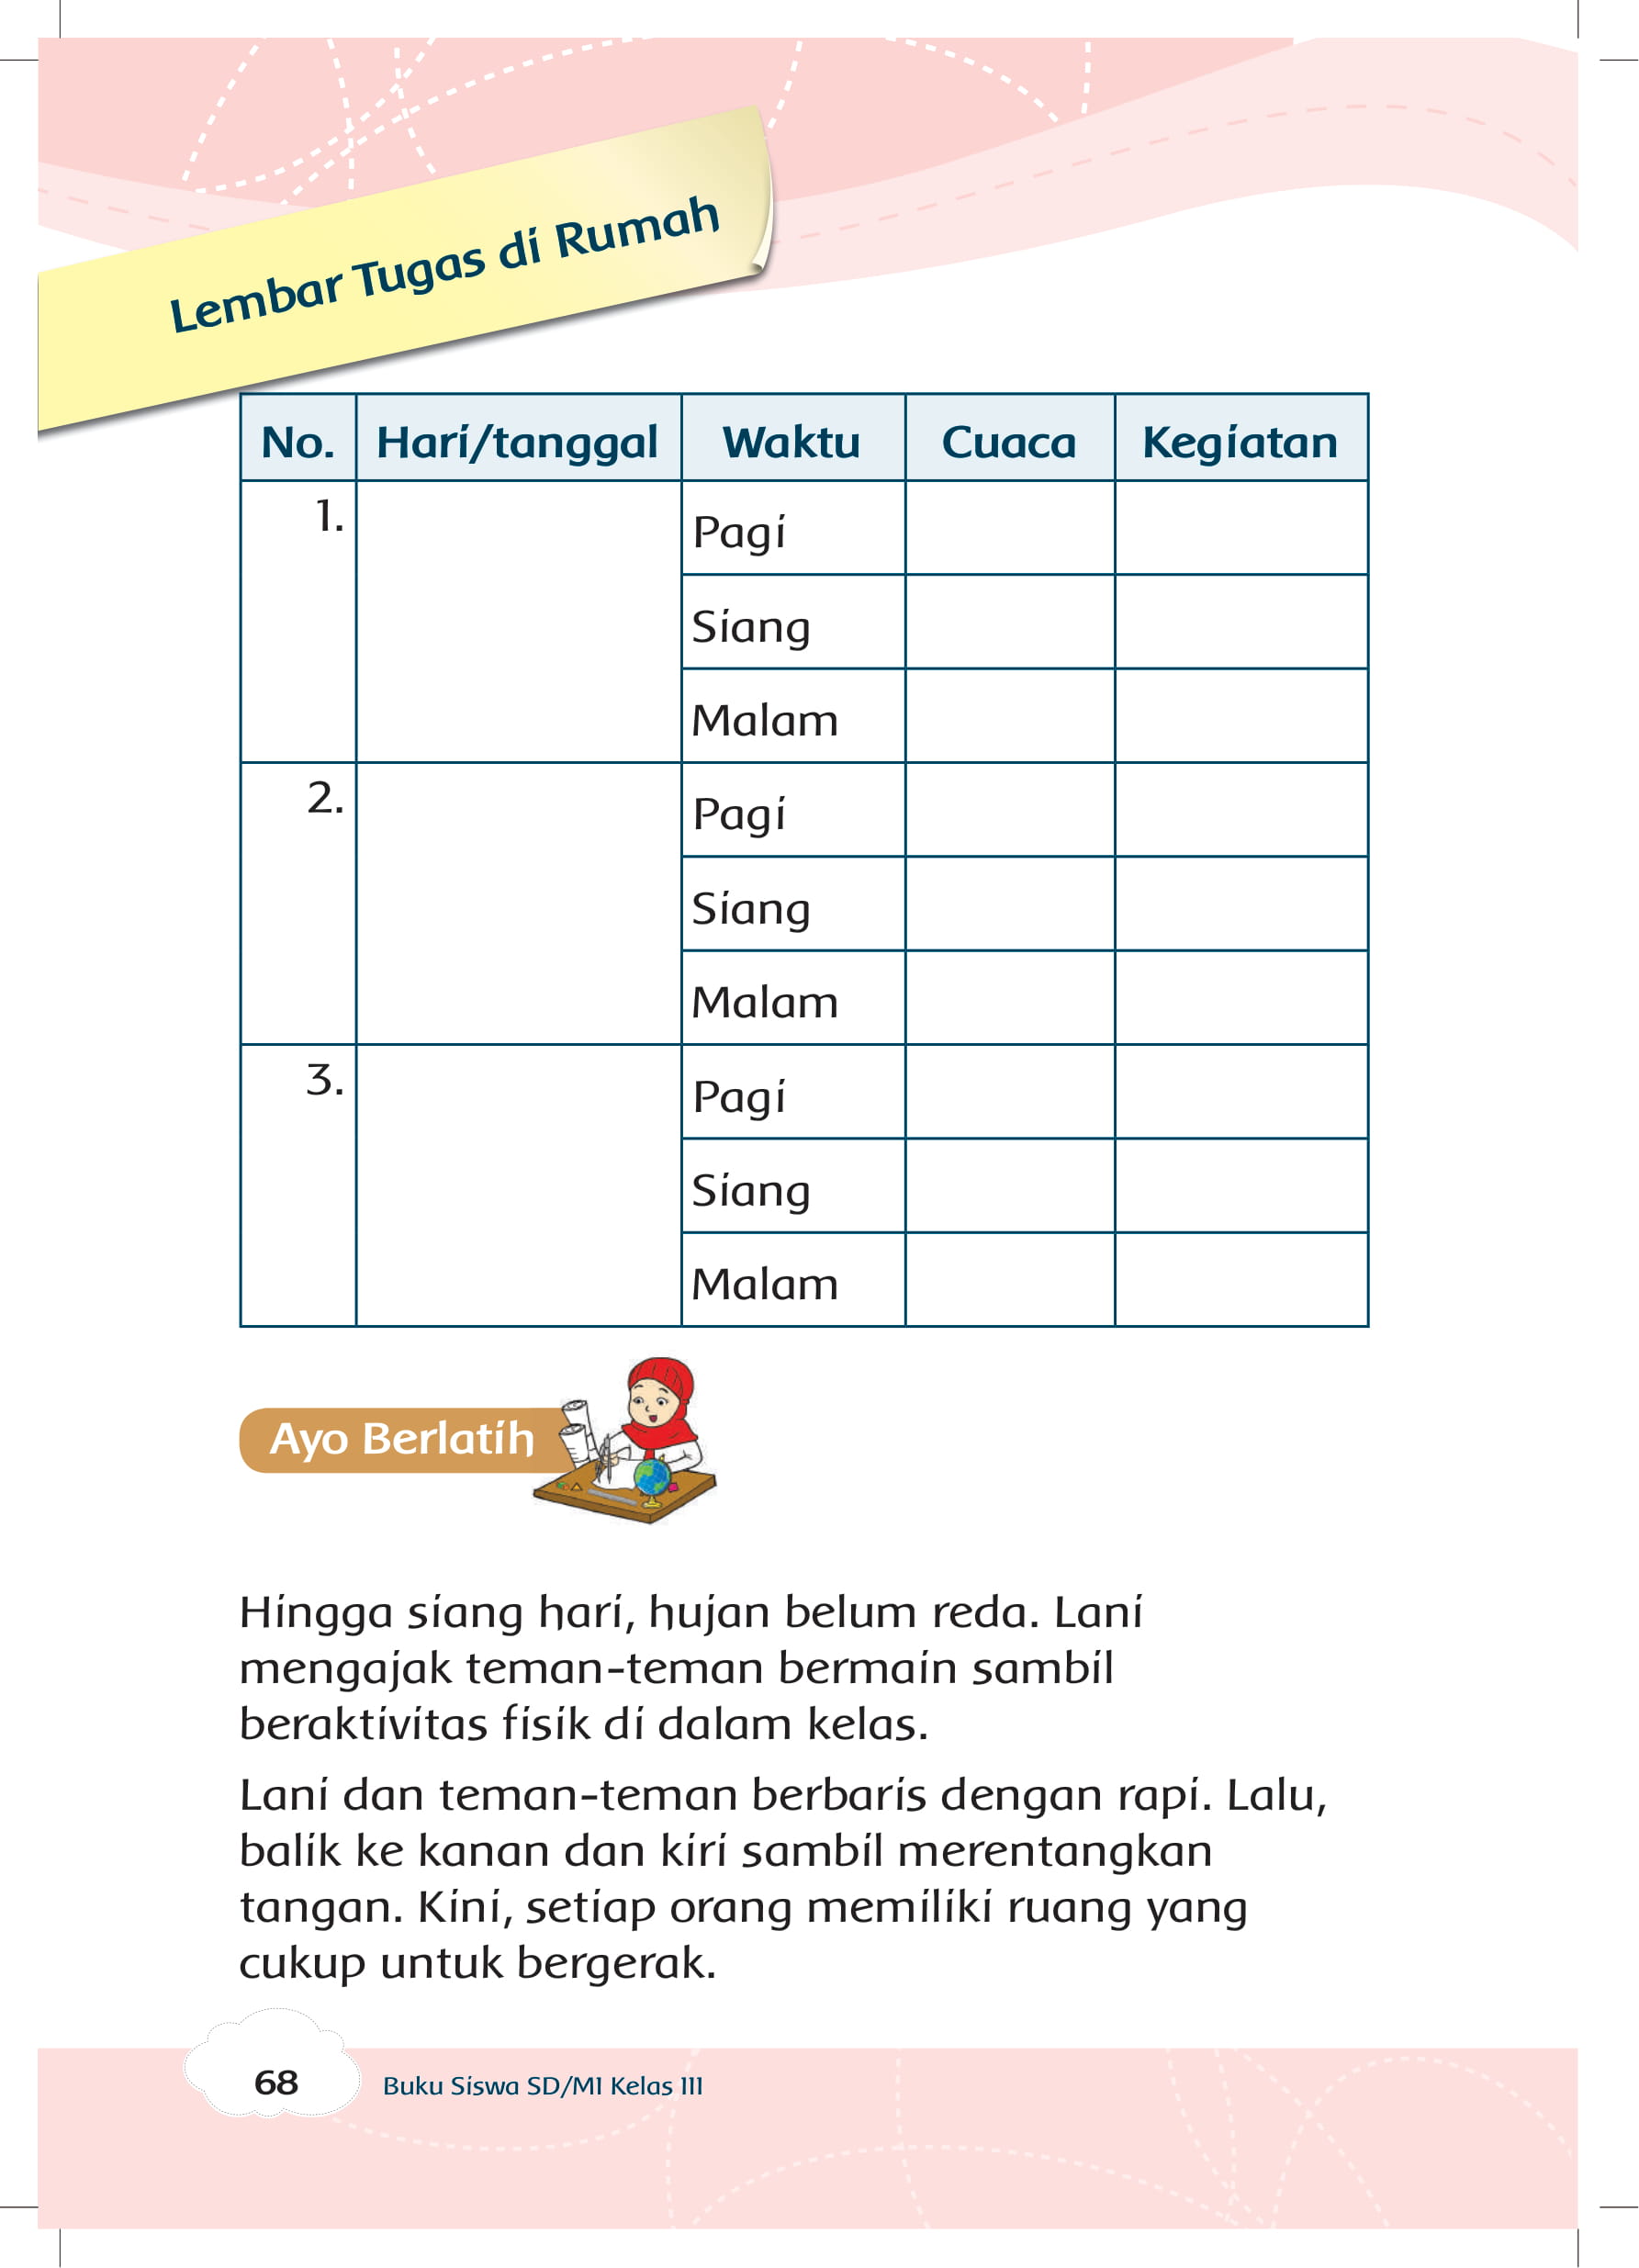 Lembar Tugas di Rumah
No. Hari/tanggal Waktu Cuaca Kegiatan
1. Pagi
Siang
Malam
2. Pagi
Siang
Malam
3. Pagi
Siang
Malam
Ayo Berlatih
Hingga siang hari, hujan belum reda. Lani
mengajak teman-teman bermain sambil
beraktivitas fisik di dalam kelas.
Lani dan teman-teman berbaris dengan rapi. Lalu,
balik ke kanan dan kiri sambil merentangkan
tangan. Kini, setiap orang memiliki ruang yang
cukup untuk bergerak.
68 Buku Siswa SD/MI Kelas III